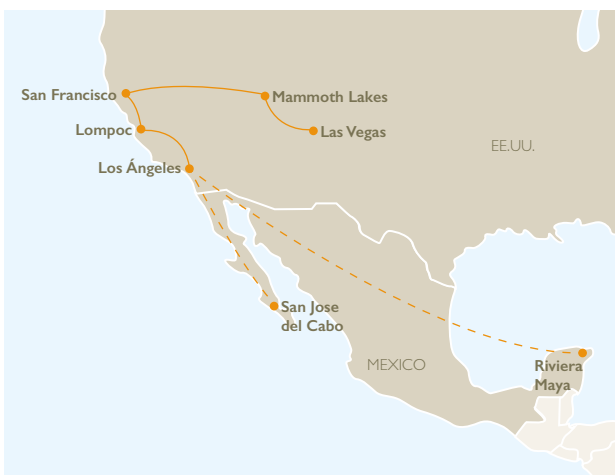 San Francisco
Mammoth Lakes
Lompoc
Las Vegas
EE.UU.
Los Ángeles
San Jose
del Cabo
MEXICO
Riviera
Maya